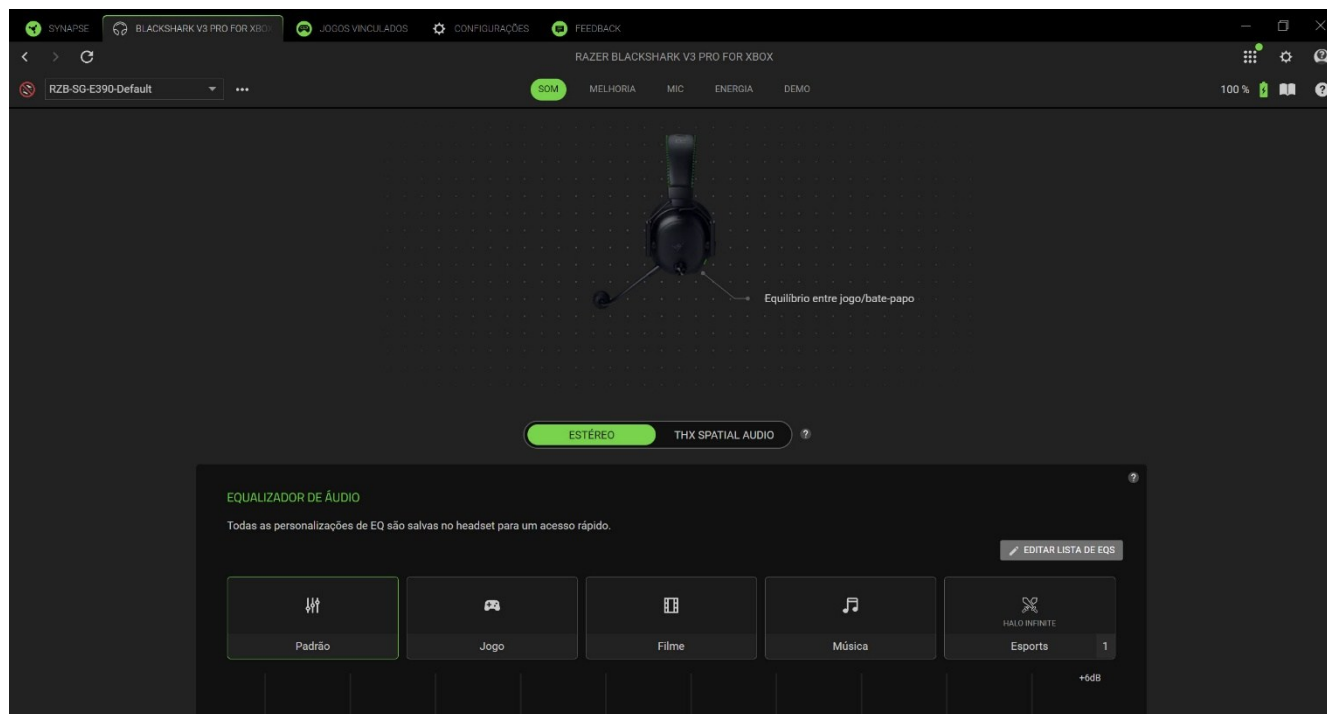 SYNAPSE BLACKSHARK V3 PRO FOR XBOX JOGOS VINCULADOS CONFIGURAÇÕES FEEDBACK
RAZER BLACKSHARK V3 PRO FOR XBOX
RZB-SG-E390-Default SOM MELHORIA MIC ENERGIA DEMO 100 %
Equilíbrio entre jogo/bate-papo
ESTÉREO THX SPATIAL AUDIO ?
?
EQUALIZADOR DE ÁUDIO
Todas as personalizações de EQ são salvas no headset para um acesso rápido.
EDITAR LISTA DE EQS
HALO INFINITE
Padrão Jogo Filme Música Esports 1
+6dB